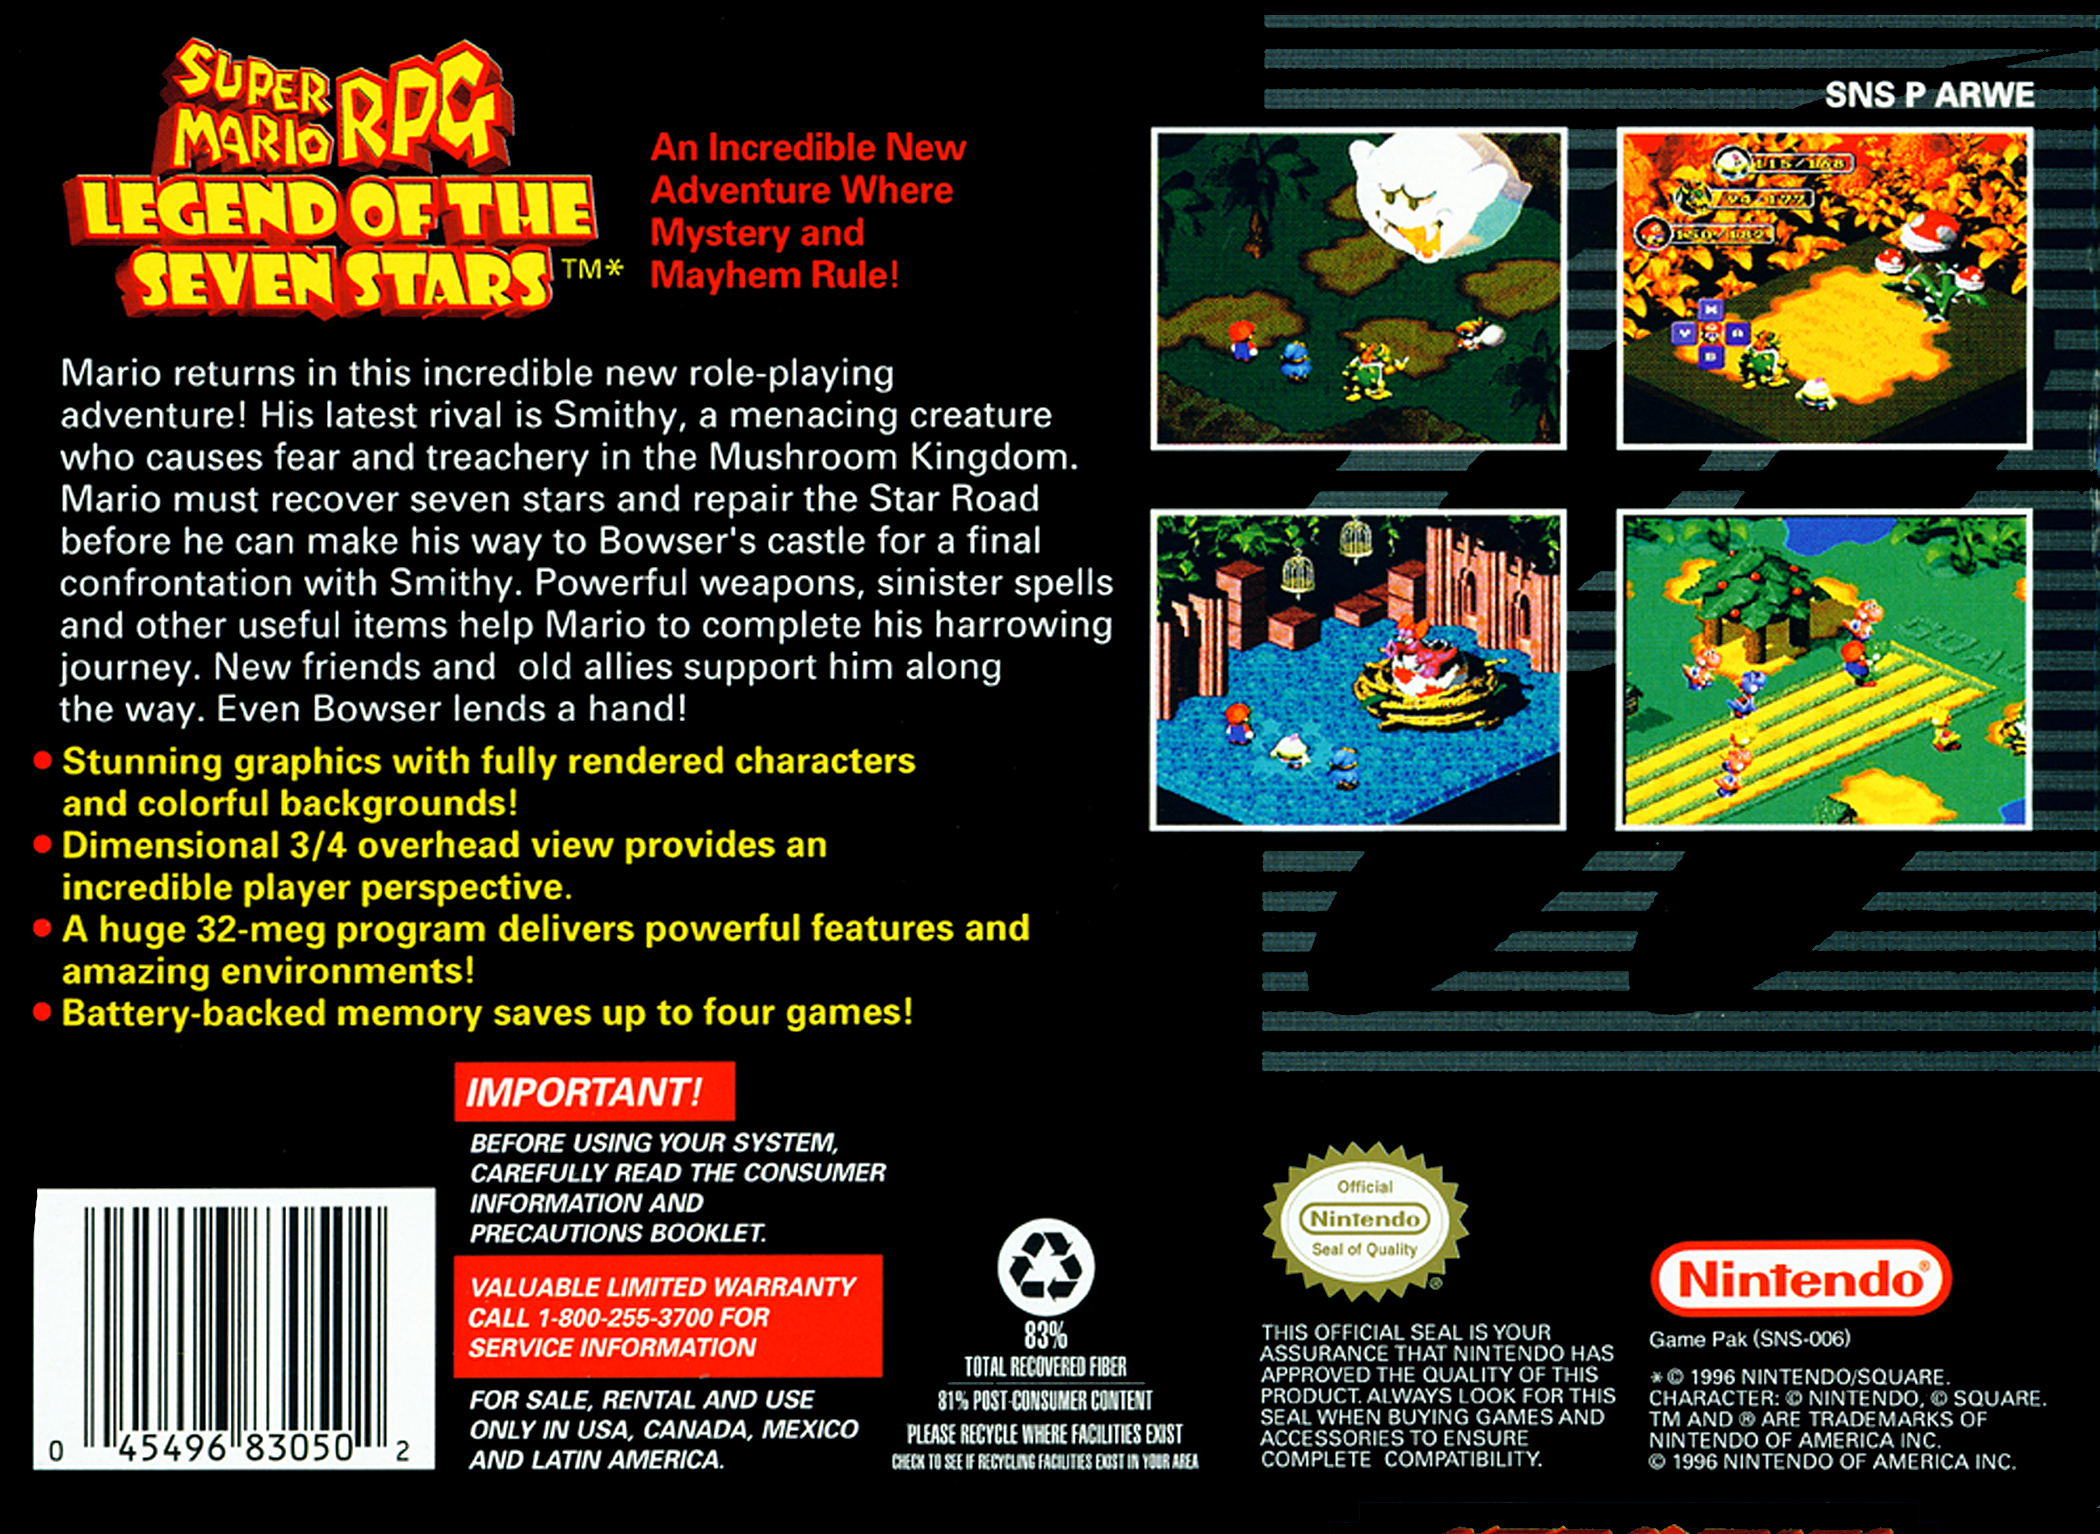 SUPER
MARIO RPG
LEGEND OF THE
SEVEN STARS TM*
An Incredible New
Adventure Where
Mystery and
Mayhem Rule!
SNS P ARWE
Mario returns in this incredible new role-playing
adventure! His latest rival is Smithy, a menacing creature
who causes fear and treachery in the Mushroom Kingdom.
Mario must recover seven stars and repair the Star Road
before he can make his way to Bowser's castle for a final
confrontation with Smithy. Powerful weapons, sinister spells
and other useful items help Mario to complete his harrowing
journey. New friends and old allies support him along
the way. Even Bowser lends a hand!
• Stunning graphics with fully rendered characters
and colorful backgrounds!
• Dimensional 3/4 overhead view provides an
incredible player perspective.
• A huge 32-meg program delivers powerful features and
amazing environments!
• Battery-backed memory saves up to four games!
115/168
94/177
150/182
X
Y A
B
GOAL
IMPORTANT!
BEFORE USING YOUR SYSTEM,
CAREFULLY READ THE CONSUMER
INFORMATION AND
PRECAUTIONS BOOKLET.
VALUABLE LIMITED WARRANTY
CALL 1-800-255-3700 FOR
SERVICE INFORMATION
FOR SALE, RENTAL AND USE
ONLY IN USA, CANADA, MEXICO
AND LATIN AMERICA.
0 45496 83050 2
83%
TOTAL RECOVERED FIBER
81% POST-CONSUMER CONTENT
PLEASE RECYCLE WHERE FACILITIES EXIST
CHECK TO SEE IF RECYCLING FACILITIES EXIST IN YOUR AREA
Official
Nintendo
Seal of Quality
®
THIS OFFICIAL SEAL IS YOUR
ASSURANCE THAT NINTENDO HAS
APPROVED THE QUALITY OF THIS
PRODUCT. ALWAYS LOOK FOR THIS
SEAL WHEN BUYING GAMES AND
ACCESSORIES TO ENSURE
COMPLETE COMPATIBILITY.
Nintendo®
Game Pak (SNS-006)
*© 1996 NINTENDO/SQUARE.
CHARACTER: © NINTENDO, © SQUARE.
TM AND ® ARE TRADEMARKS OF
NINTENDO OF AMERICA INC.
© 1996 NINTENDO OF AMERICA INC.